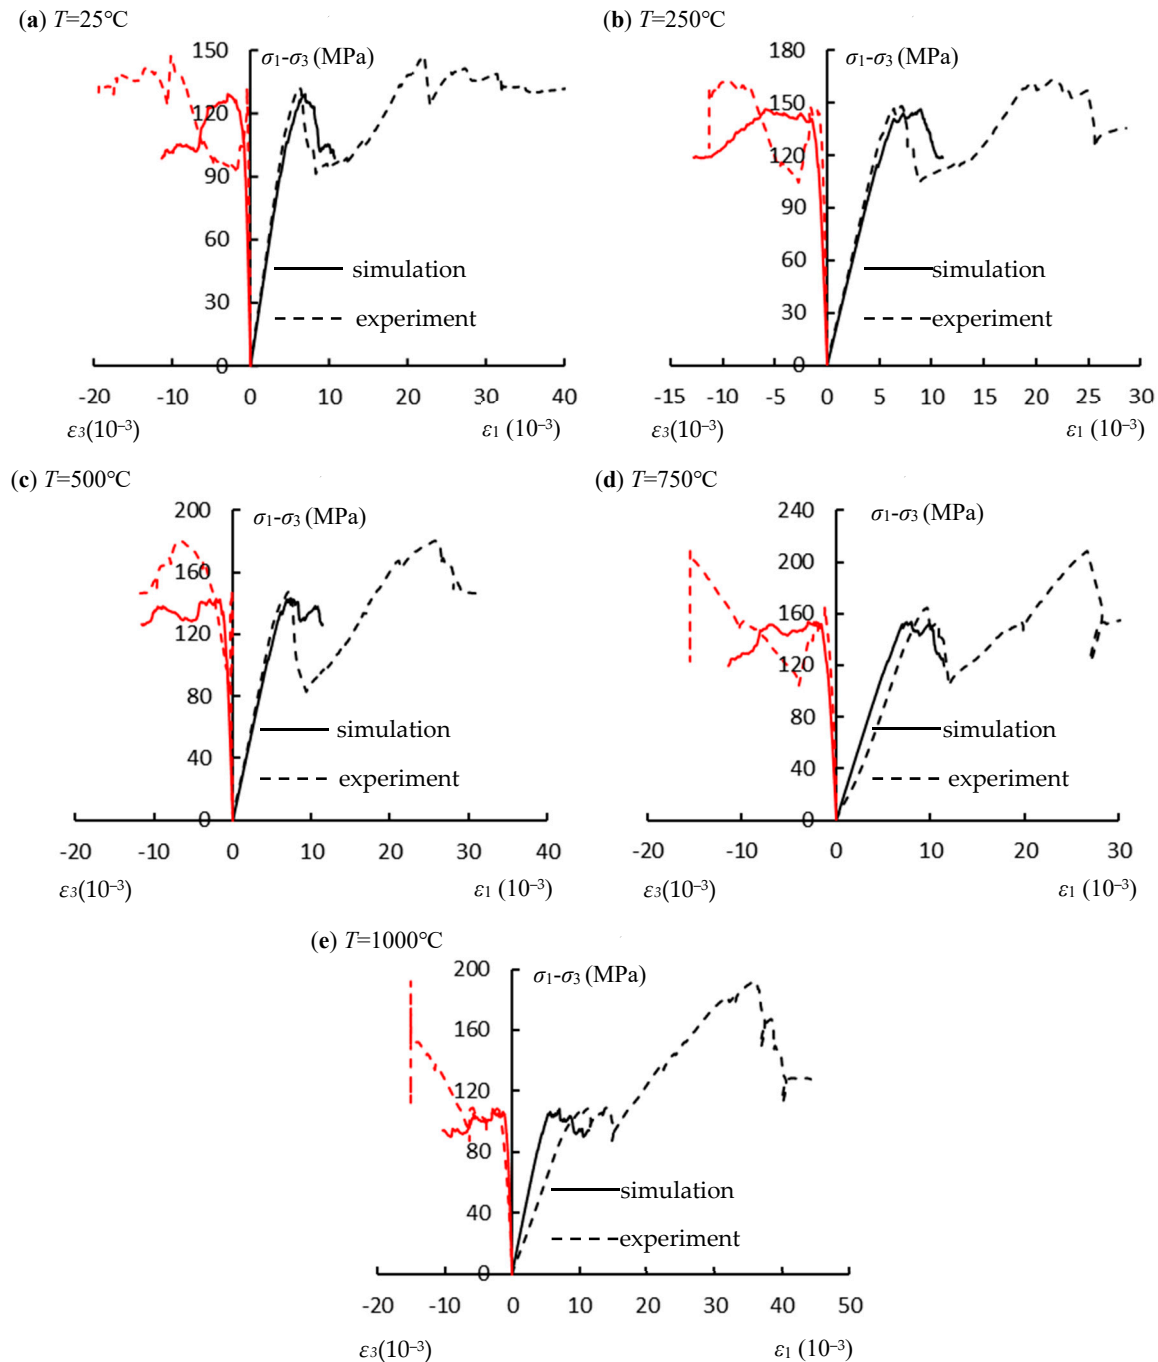 (a) T=25℃
150
σ1-σ3 (MPa)
120
90
60
simulation
30
experiment
0
-20 -10 0 10 20 30 40
ε3(10–3) ε1 (10–3)
(b) T=250℃
180
σ1-σ3 (MPa)
150
120
90
60
simulation
30
experiment
0
-15 -10 -5 0 5 10 15 20 25 30
ε3(10–3) ε1 (10–3)
(c) T=500℃
200
σ1-σ3 (MPa)
160
120
80
simulation
40
experiment
0
-20 -10 0 10 20 30 40
ε3(10–3) ε1 (10–3)
(d) T=750℃
240
σ1-σ3 (MPa)
200
160
120
80
simulation
40
experiment
0
-20 -10 0 10 20 30
ε3(10–3) ε1 (10–3)
(e) T=1000℃
200
σ1-σ3 (MPa)
160
120
80
simulation
40
experiment
0
-20 -10 0 10 20 30 40 50
ε3(10–3) ε1 (10–3)